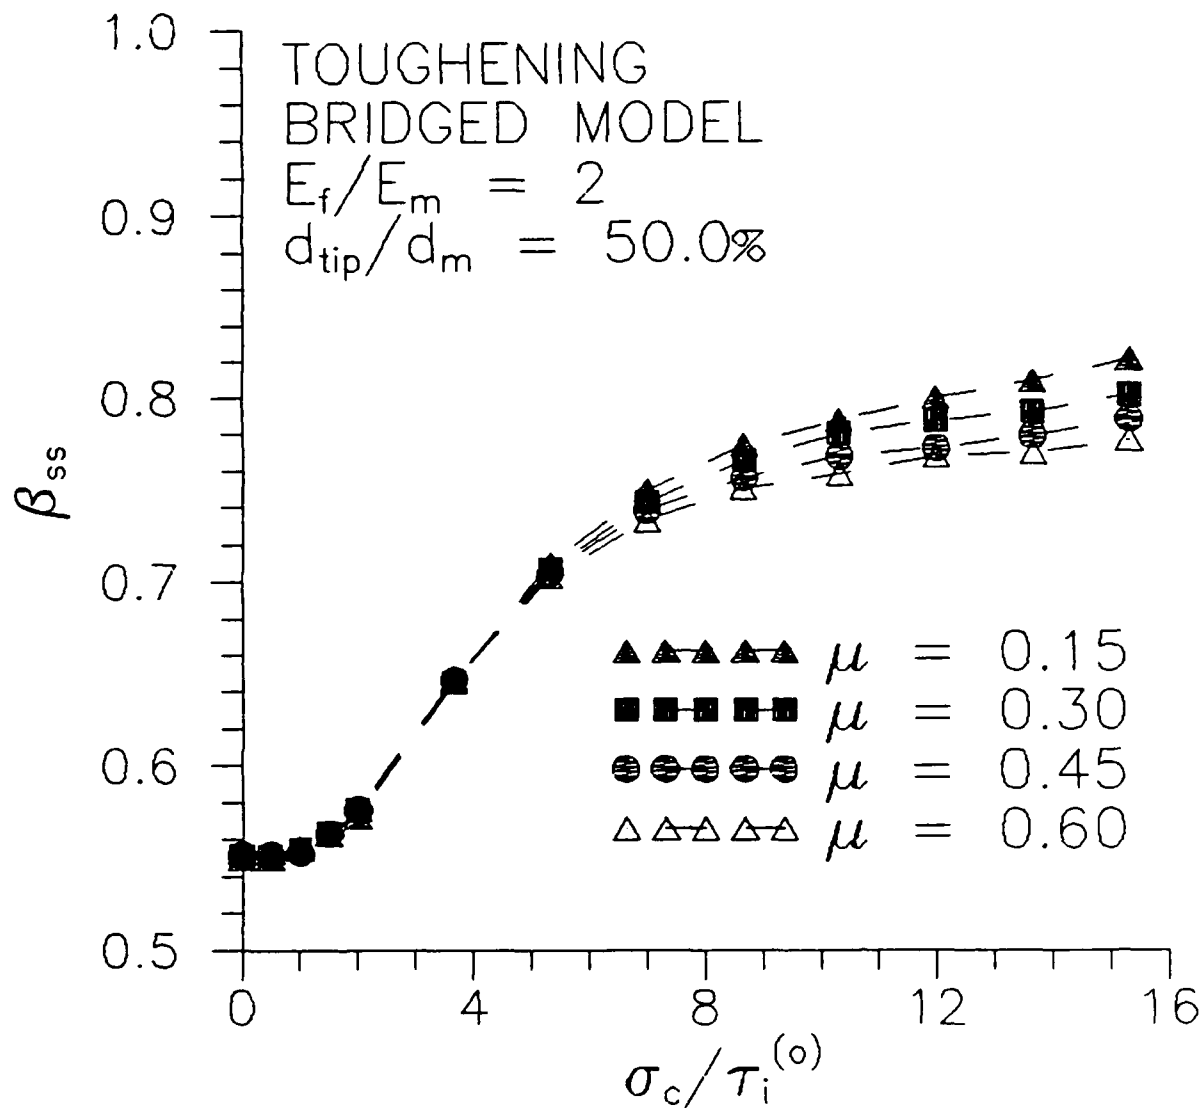 TOUGHENING
BRIDGED MODEL
E_f/E_m = 2
d_tip/d_m = 50.0%
1.0
0.9
0.8
0.7
0.6
0.5
β_ss
μ = 0.15
μ = 0.30
μ = 0.45
μ = 0.60
0 4 8 12 16
σ_c/τ_i^(o)